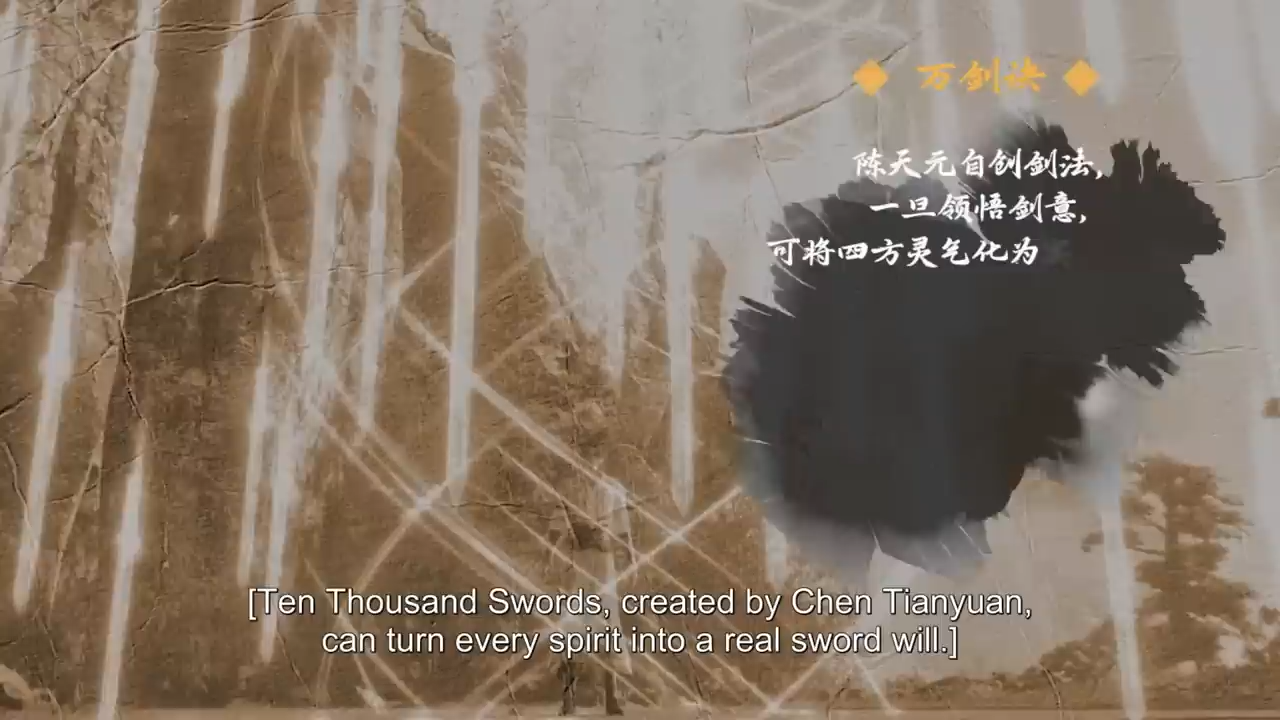 万剑诀
陈天元自创剑法,
一旦领悟剑意,
可将四方灵气化为
[Ten Thousand Swords, created by Chen Tianyuan,
can turn every spirit into a real sword will.]